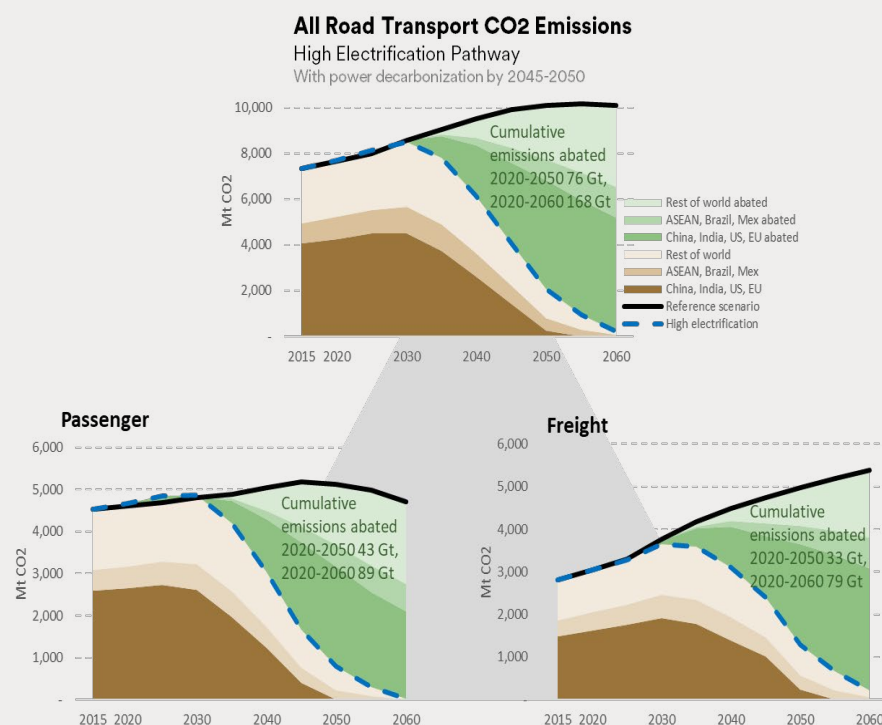 All Road Transport CO2 Emissions
High Electrification Pathway
With power decarbonization by 2045-2050
10,000
8,000
6,000
4,000
2,000
-
Mt CO2
Cumulative
emissions abated
2020-2050 76 Gt,
2020-2060 168 Gt
Rest of world abated
ASEAN, Brazil, Mex abated
China, India, US, EU abated
Rest of world
ASEAN, Brazil, Mex
China, India, US, EU
Reference scenario
High electrification
2015 2020 2030 2040 2050 2060
Passenger
6,000
5,000
4,000
3,000
2,000
1,000
-
Mt CO2
Cumulative
emissions abated
2020-2050 43 Gt,
2020-2060 89 Gt
2015 2020 2030 2040 2050 2060
Freight
6,000
5,000
4,000
3,000
2,000
1,000
-
Mt CO2
Cumulative
emissions abated
2020-2050 33 Gt,
2020-2060 79 Gt
2015 2020 2030 2040 2050 2060